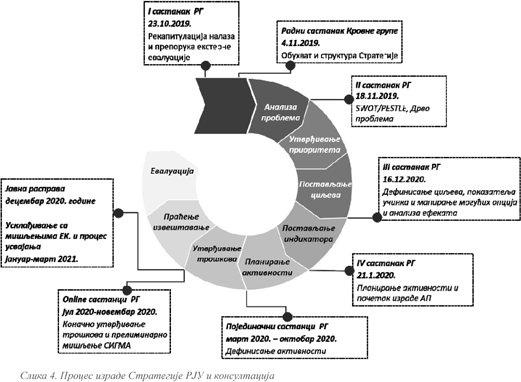 I састанак РГ
23.10.2019.
Рекапитулација налаза
и препорука екстерне
евалуације
Радни састанак Кровне групе
4.11.2019.
Обухват и структура Стратегије
II састанак РГ
18.11.2019.
SWOT/PESTLE, Дрво
проблема
III састанак РГ
16.12.2020.
Дефинисање циљева, показатеља
учинка и мапирање могућих опција
и анализа ефеката
IV састанак РГ
21.1.2020.
Планирање активности и
почетак израде АП
Појединачни састанци РГ
март 2020. – октобар 2020.
Дефинисање активности
Online састанци РГ
Јул 2020-новембар 2020.
Коначно утврђивање
трошкова и прелиминарно
мишљење СИГМА
Јавна расправа
децембар 2020. године
Усклађивање са
мишљењима ЕК. и процес
усвајања
Јануар-март 2021.
Анализа
проблема
Утврђивање
приоритета
Постављање
циљева
Постављање
индикатора
Планирање
активности
Утврђивање
трошкова
Праћење
извештавање
Евалуација
Слика 4. Процес израде Стратегије РЈУ и консултација